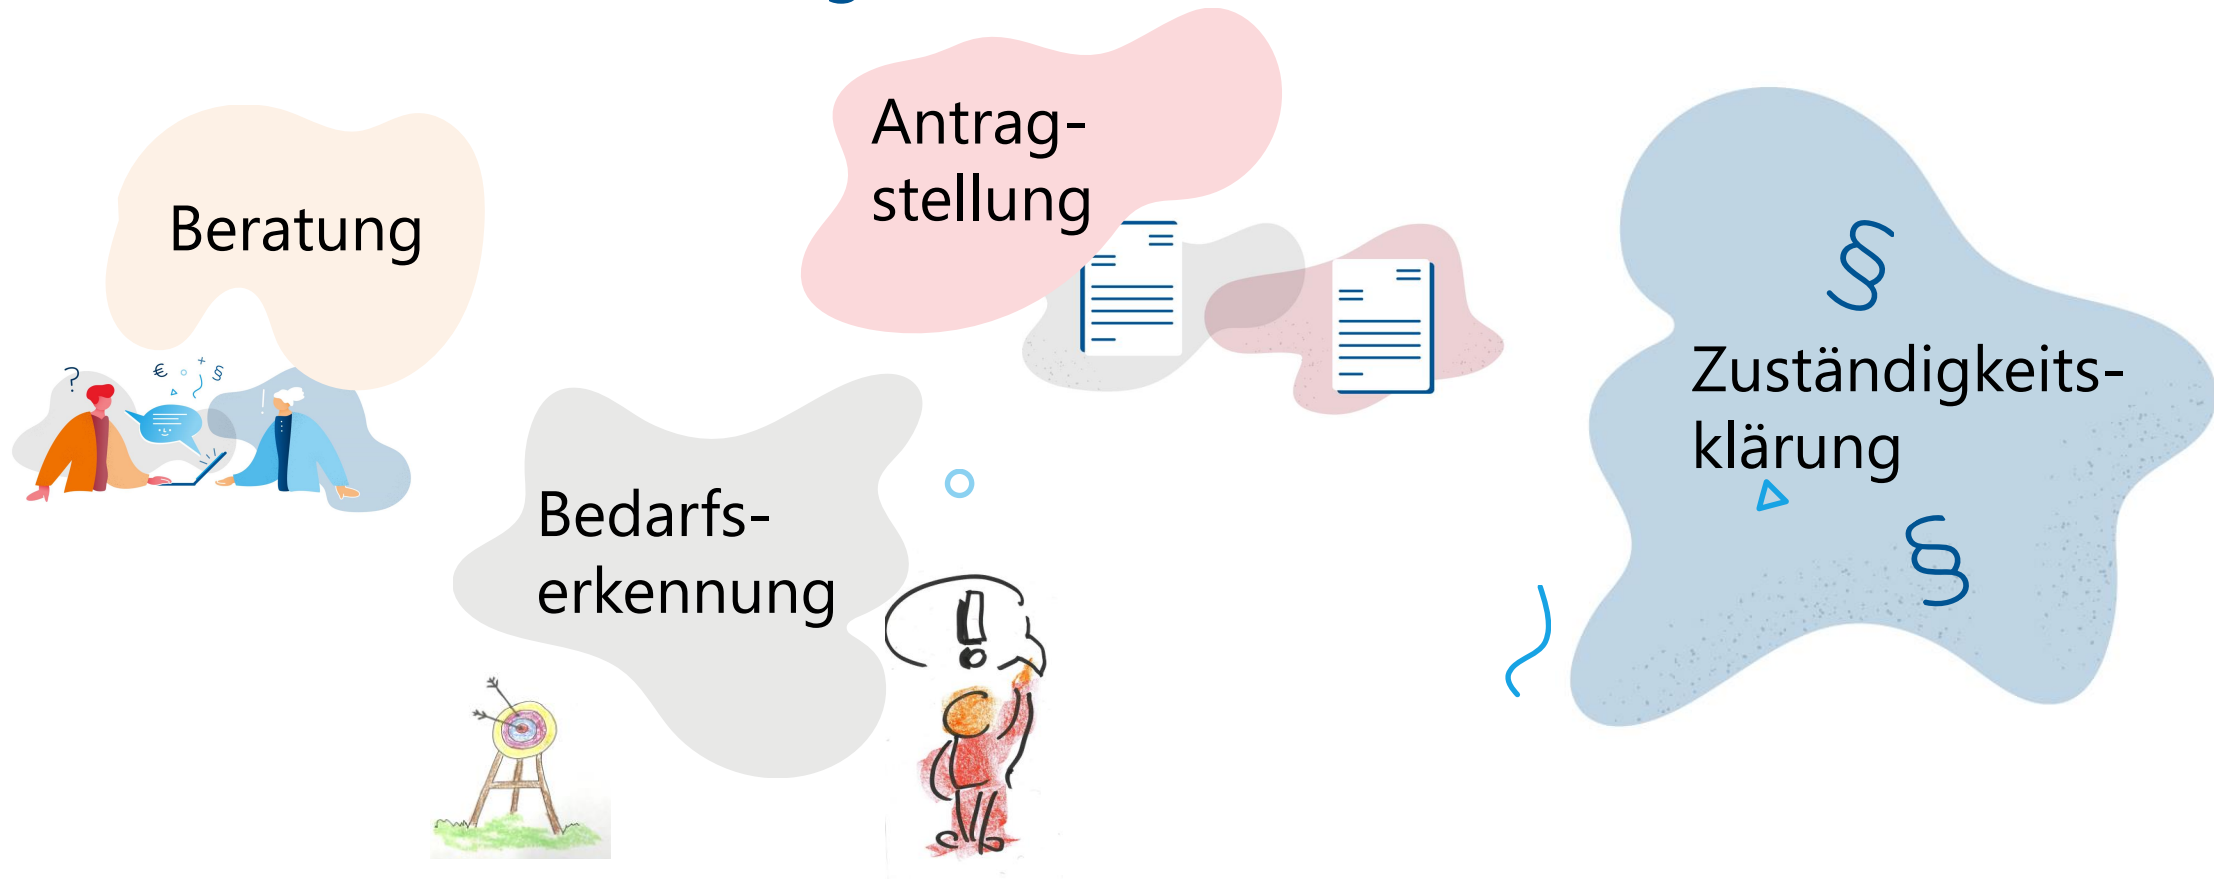 Beratung
Bedarfs-
erkennung
Antrag-
stellung
Zuständigkeits-
klärung
? € § !
!
§
§